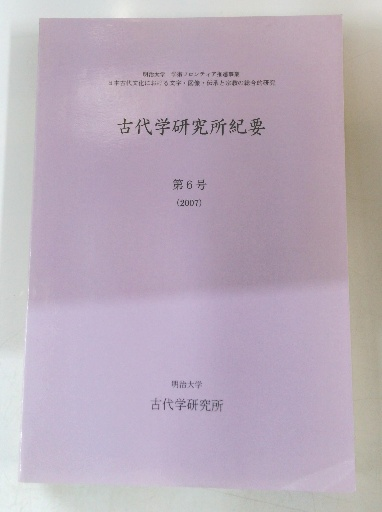 明治大学 学術フロンティア推進事業
日本古代文化における文字・図像・伝承と宗教の総合的研究
古代学研究所紀要
第6号
(2007)
明治大学
古代学研究所